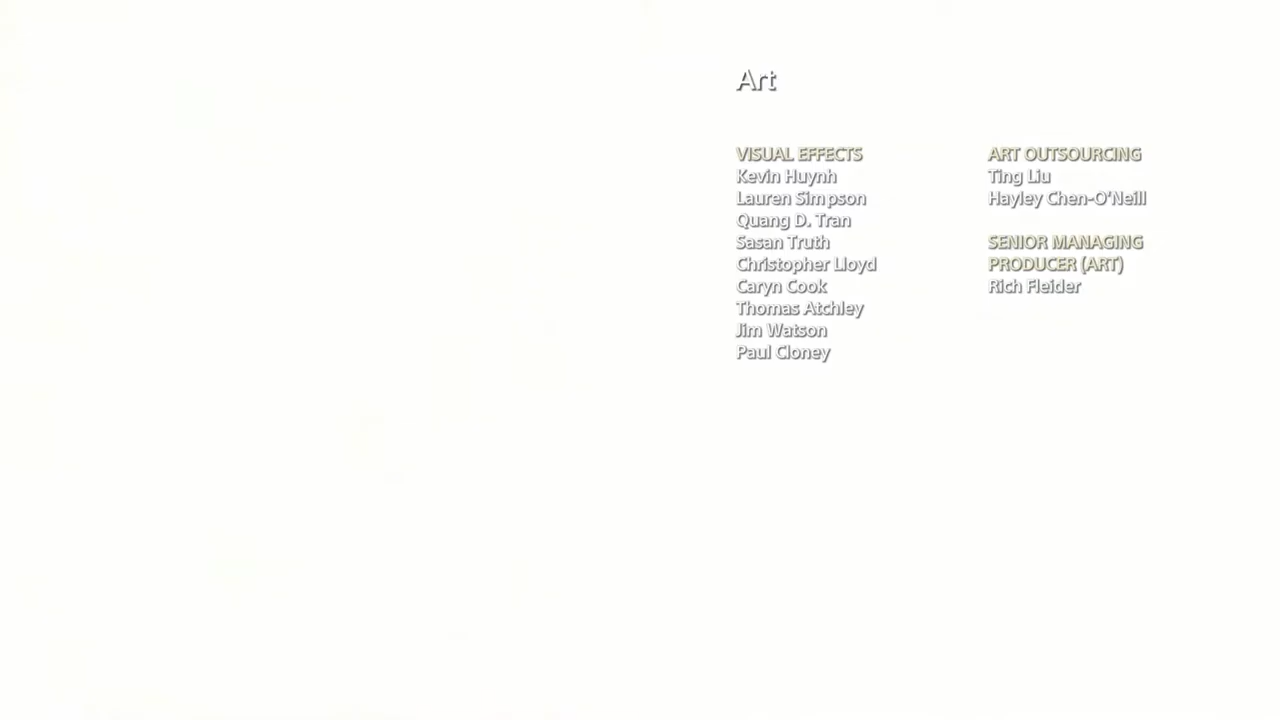 Art
VISUAL EFFECTS
Kevin Huynh
Lauren Simpson
Quang D. Tran
Sasan Truth
Christopher Lloyd
Caryn Cook
Thomas Atchley
Jim Watson
Paul Cloney
ART OUTSOURCING
Ting Liu
Hayley Chen-O'Neill
SENIOR MANAGING
PRODUCER (ART)
Rich Fleider